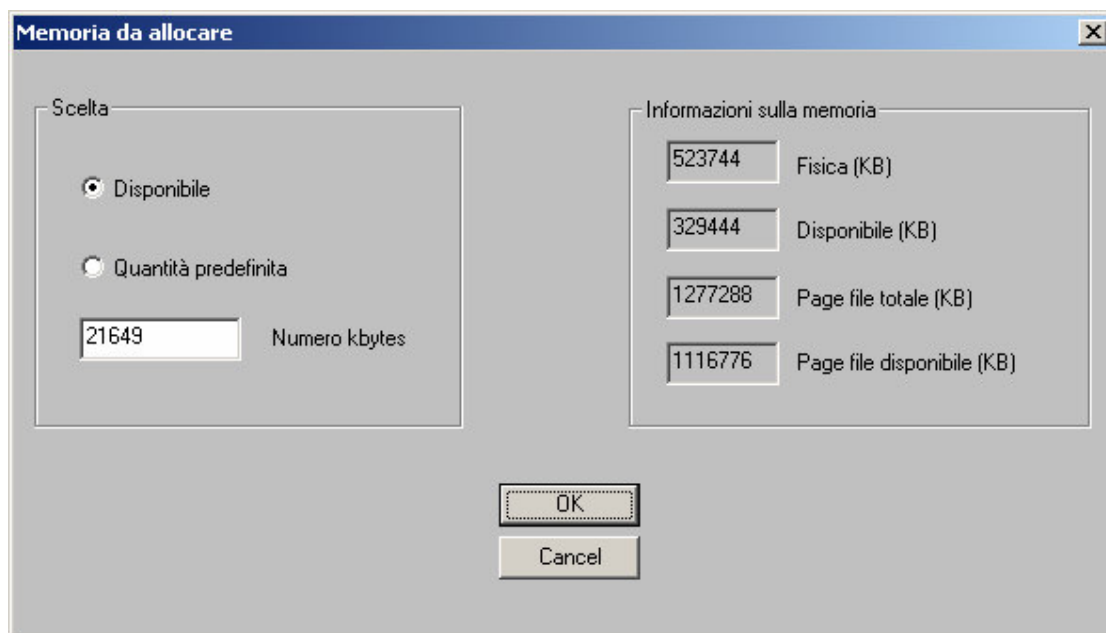 Memoria da allocare
Scelta
Disponibile
Quantità predefinita
21649 Numero kbytes
Informazioni sulla memoria
523744 Fisica (KB)
329444 Disponibile (KB)
1277288 Page file totale (KB)
1116776 Page file disponibile (KB)
OK
Cancel